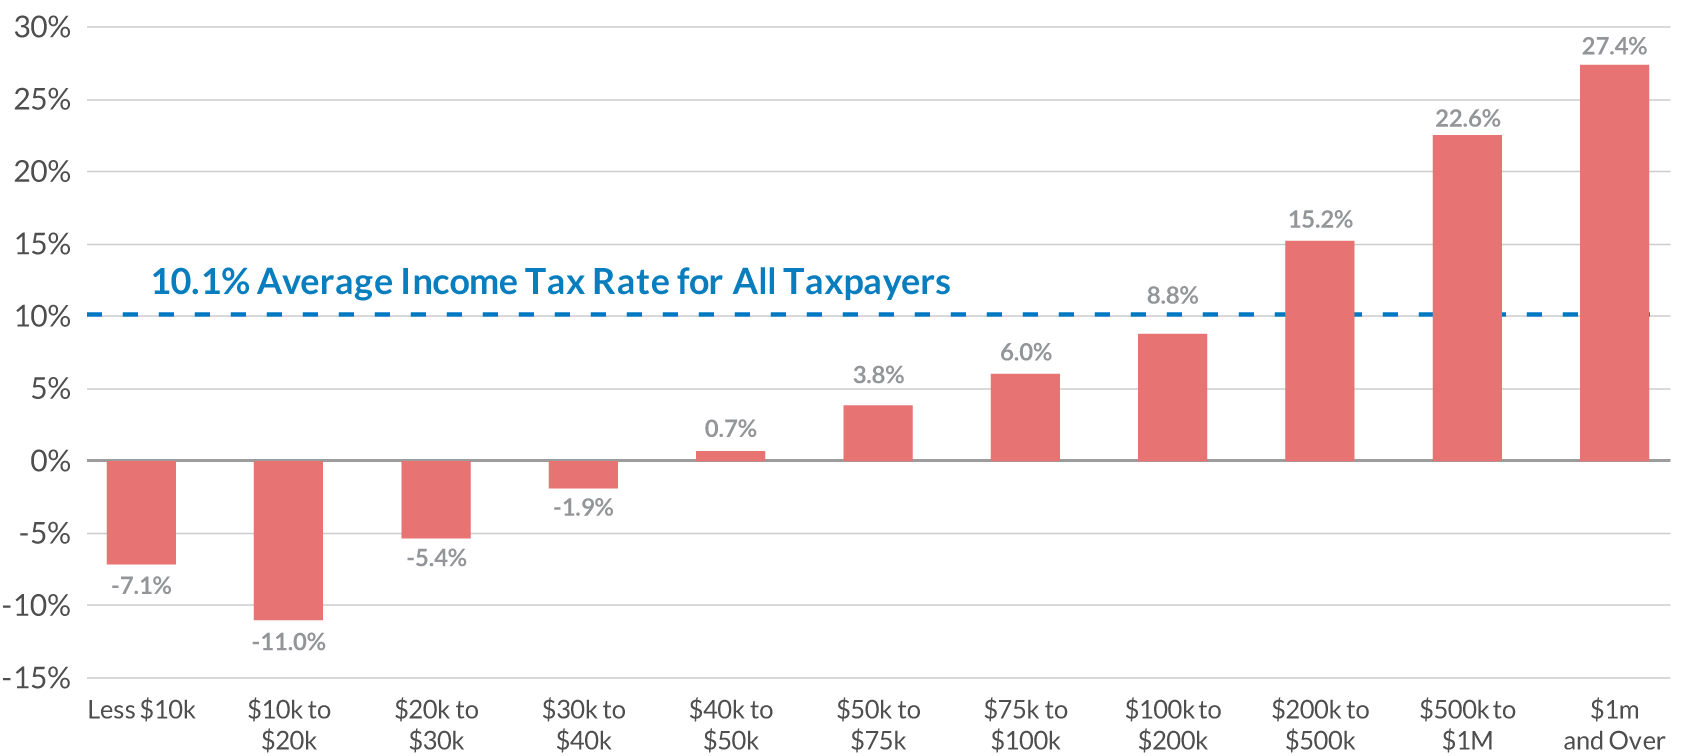 30%
27.4%
25%
22.6%
20%
15.2%
15%
10.1% Average Income Tax Rate for All Taxpayers
8.8%
10%
6.0%
3.8%
5%
0.7%
0%
-1.9%
-5%
-5.4%
-7.1%
-10%
-11.0%
-15%
Less $10k
$10k to
$20k
$20k to
$30k
$30k to
$40k
$40k to
$50k
$50k to
$75k
$75k to
$100k
$100k to
$200k
$200k to
$500k
$500k to
$1M
$1m
and Over